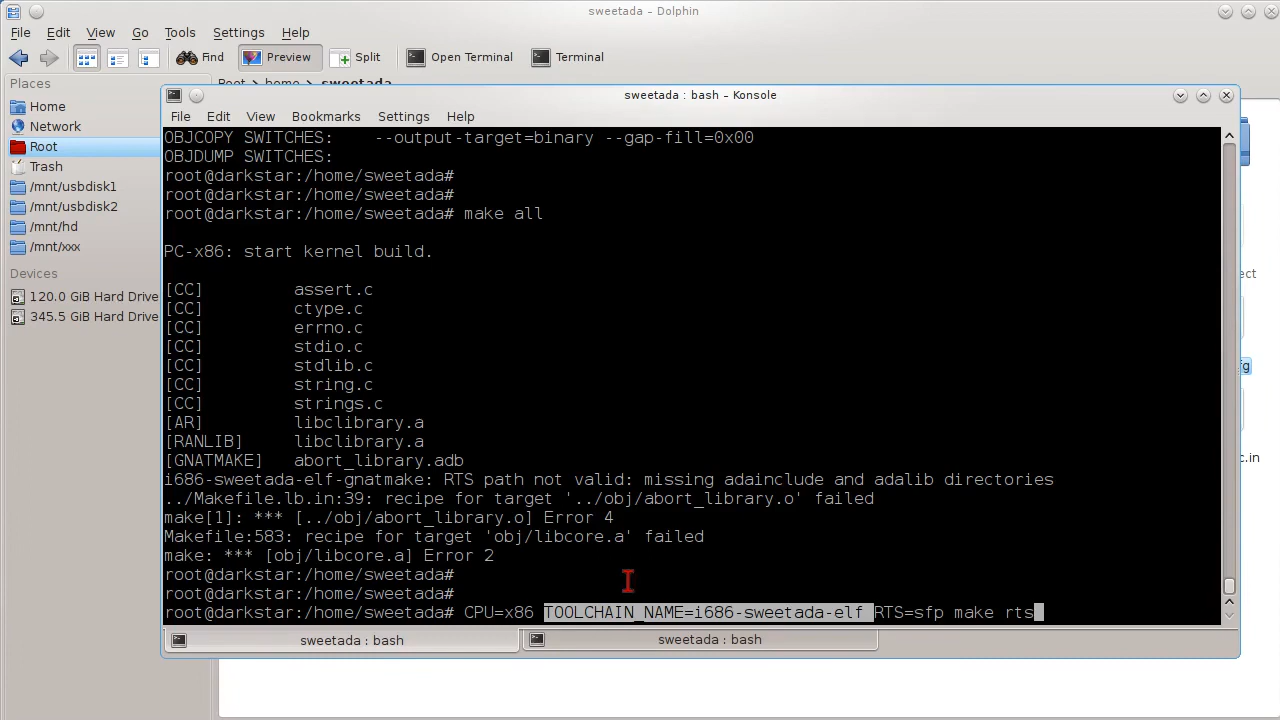 sweetada - Dolphin
File Edit View Go Tools Settings Help
Find Preview Split Open Terminal Terminal
Places
Root > home > sweetada
Home
Network
Root
Trash
/mnt/usbdisk1
/mnt/usbdisk2
/mnt/hd
/mnt/xxx
Devices
120.0 GiB Hard Drive
345.5 GiB Hard Drive
sweetada : bash – Konsole
File Edit View Bookmarks Settings Help
OBJCOPY SWITCHES:    --output-target=binary --gap-fill=0x00
OBJDUMP SWITCHES:
root@darkstar:/home/sweetada#
root@darkstar:/home/sweetada#
root@darkstar:/home/sweetada# make all
PC-x86: start kernel build.
[CC]         assert.c
[CC]         ctype.c
[CC]         errno.c
[CC]         stdio.c
[CC]         stdlib.c
[CC]         string.c
[CC]         strings.c
[AR]         libclibrary.a
[RANLIB]     libclibrary.a
[GNATMAKE]   abort_library.adb
i686-sweetada-elf-gnatmake: RTS path not valid: missing adainclude and adalib directories
../Makefile.lb.in:39: recipe for target '../obj/abort_library.o' failed
make[1]: *** [../obj/abort_library.o] Error 4
Makefile:583: recipe for target 'obj/libcore.a' failed
make: *** [obj/libcore.a] Error 2
root@darkstar:/home/sweetada#
root@darkstar:/home/sweetada#
root@darkstar:/home/sweetada# CPU=x86 TOOLCHAIN_NAME=i686-sweetada-elf RTS=sfp make rts
sweetada : bash
sweetada : bash
ect
fg
c.in